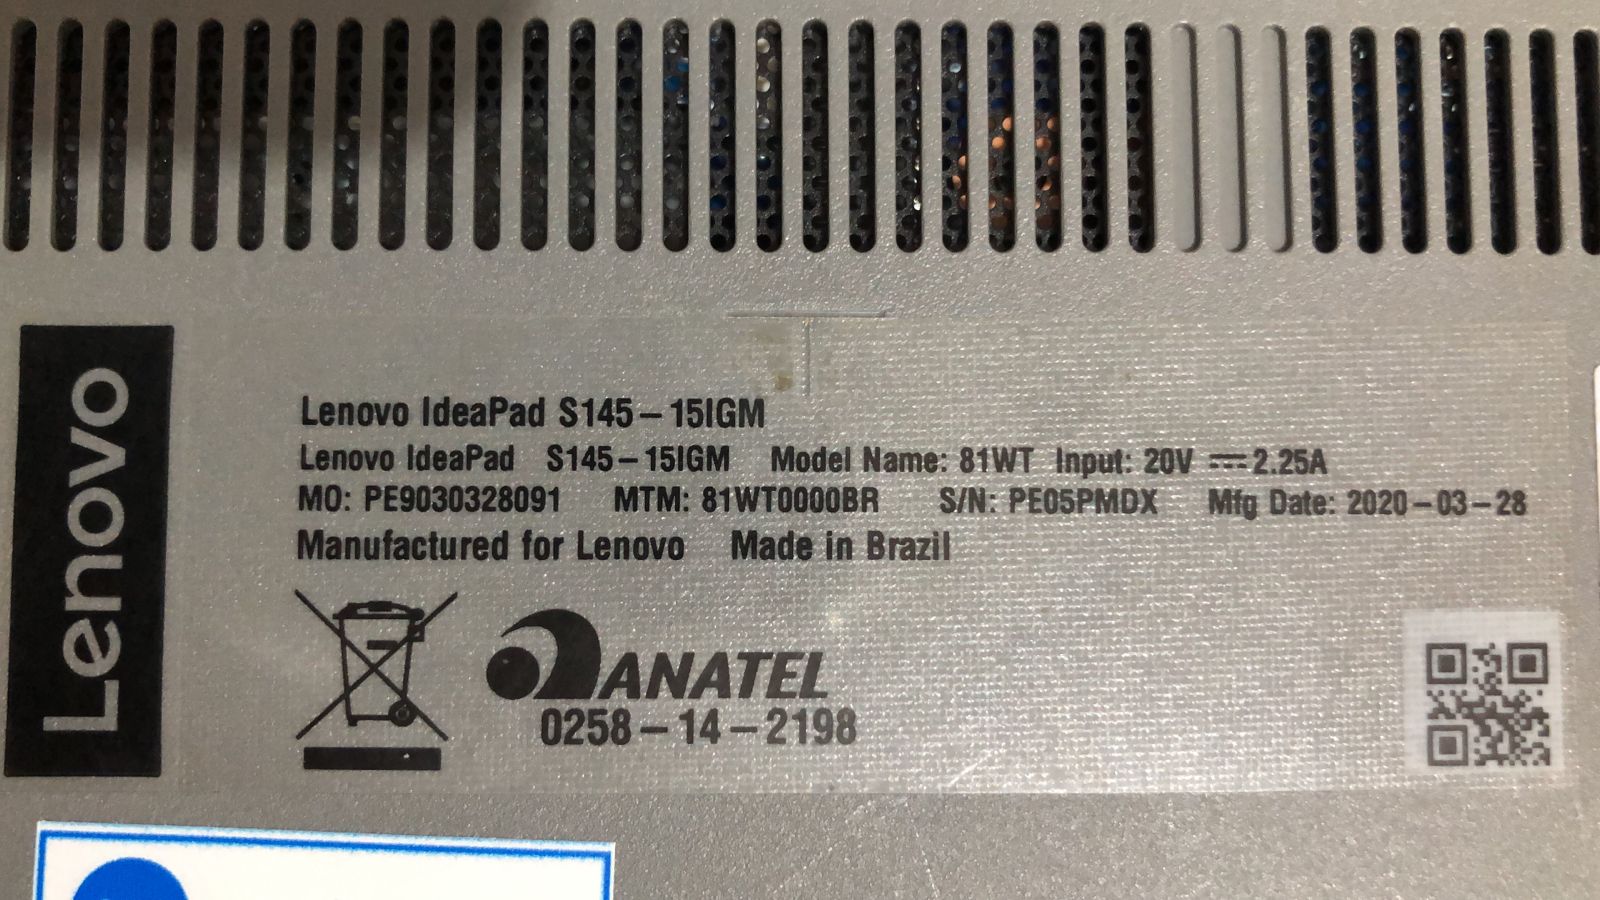 Lenovo
Lenovo IdeaPad S145-15IGM
Lenovo IdeaPad S145-15IGM Model Name: 81WT Input: 20V ⎓ 2.25A
MO: PE9030328091 MTM: 81WT0000BR S/N: PE05PMDX Mfg Date: 2020-03-28
Manufactured for Lenovo Made in Brazil
ANATEL
0258-14-2198